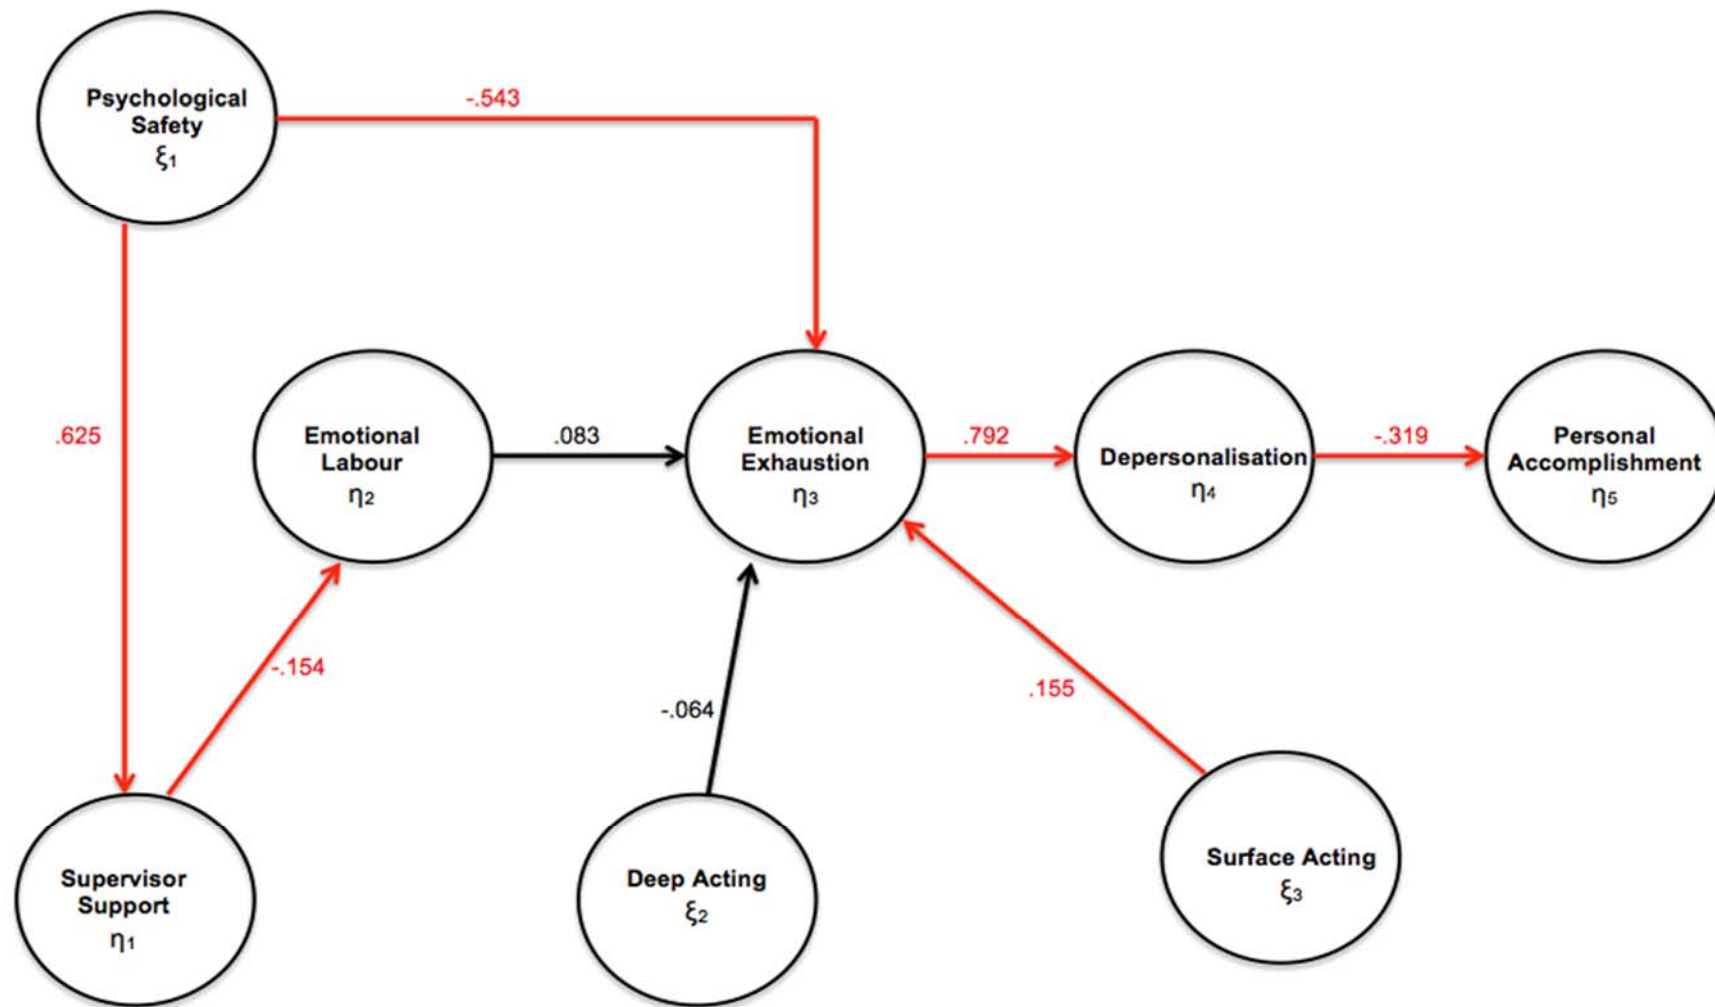 Psychological
Safety
ξ1
-.543
.625
Emotional
Labour
η2
.083
Emotional
Exhaustion
η3
.792
Depersonalisation
η4
-.319
Personal
Accomplishment
η5
-.154
-.064
.155
Supervisor
Support
η1
Deep Acting
ξ2
Surface Acting
ξ3